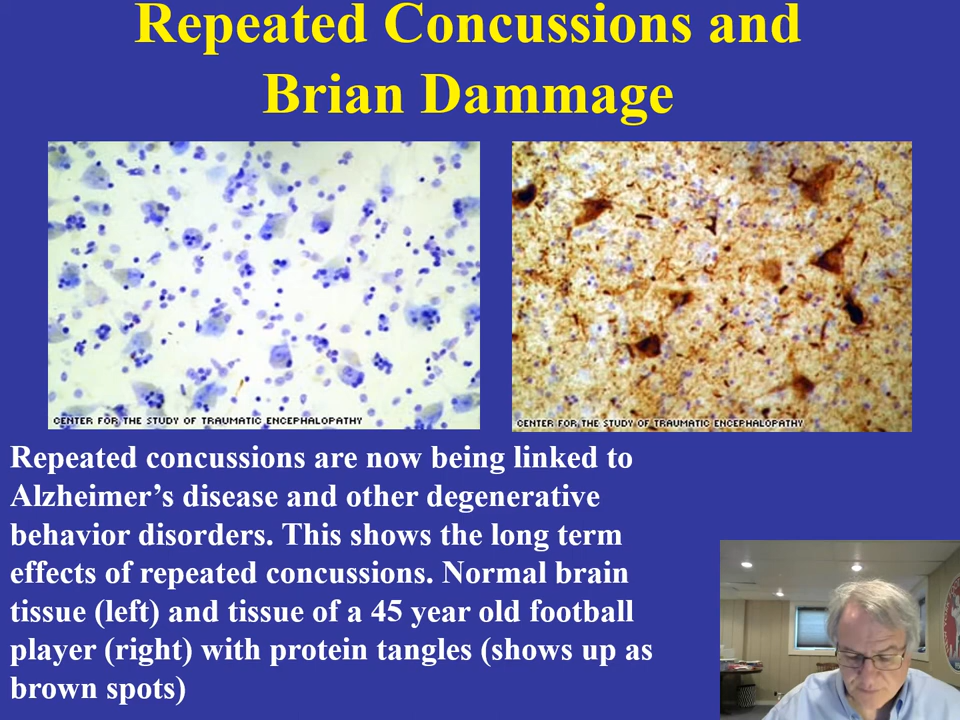 Repeated Concussions and
Brian Dammage
CENTER FOR THE STUDY OF TRAUMATIC ENCEPHALOPATHY
CENTER FOR THE STUDY OF TRAUMATIC ENCEPHALOPATHY
Repeated concussions are now being linked to
Alzheimer’s disease and other degenerative
behavior disorders. This shows the long term
effects of repeated concussions. Normal brain
tissue (left) and tissue of a 45 year old football
player (right) with protein tangles (shows up as
brown spots)